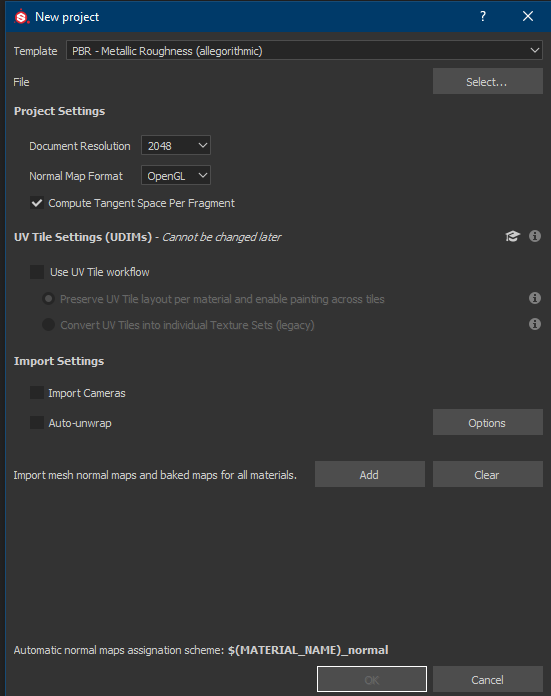 New project
?
Template PBR - Metallic Roughness (allegorithmic)
File Select...
Project Settings
Document Resolution 2048
Normal Map Format OpenGL
Compute Tangent Space Per Fragment
UV Tile Settings (UDIMs) - Cannot be changed later
Use UV Tile workflow
Preserve UV Tile layout per material and enable painting across tiles
Convert UV Tiles into individual Texture Sets (legacy)
Import Settings
Import Cameras
Auto-unwrap Options
Import mesh normal maps and baked maps for all materials. Add Clear
Automatic normal maps assignation scheme: $(MATERIAL_NAME)_normal
OK Cancel